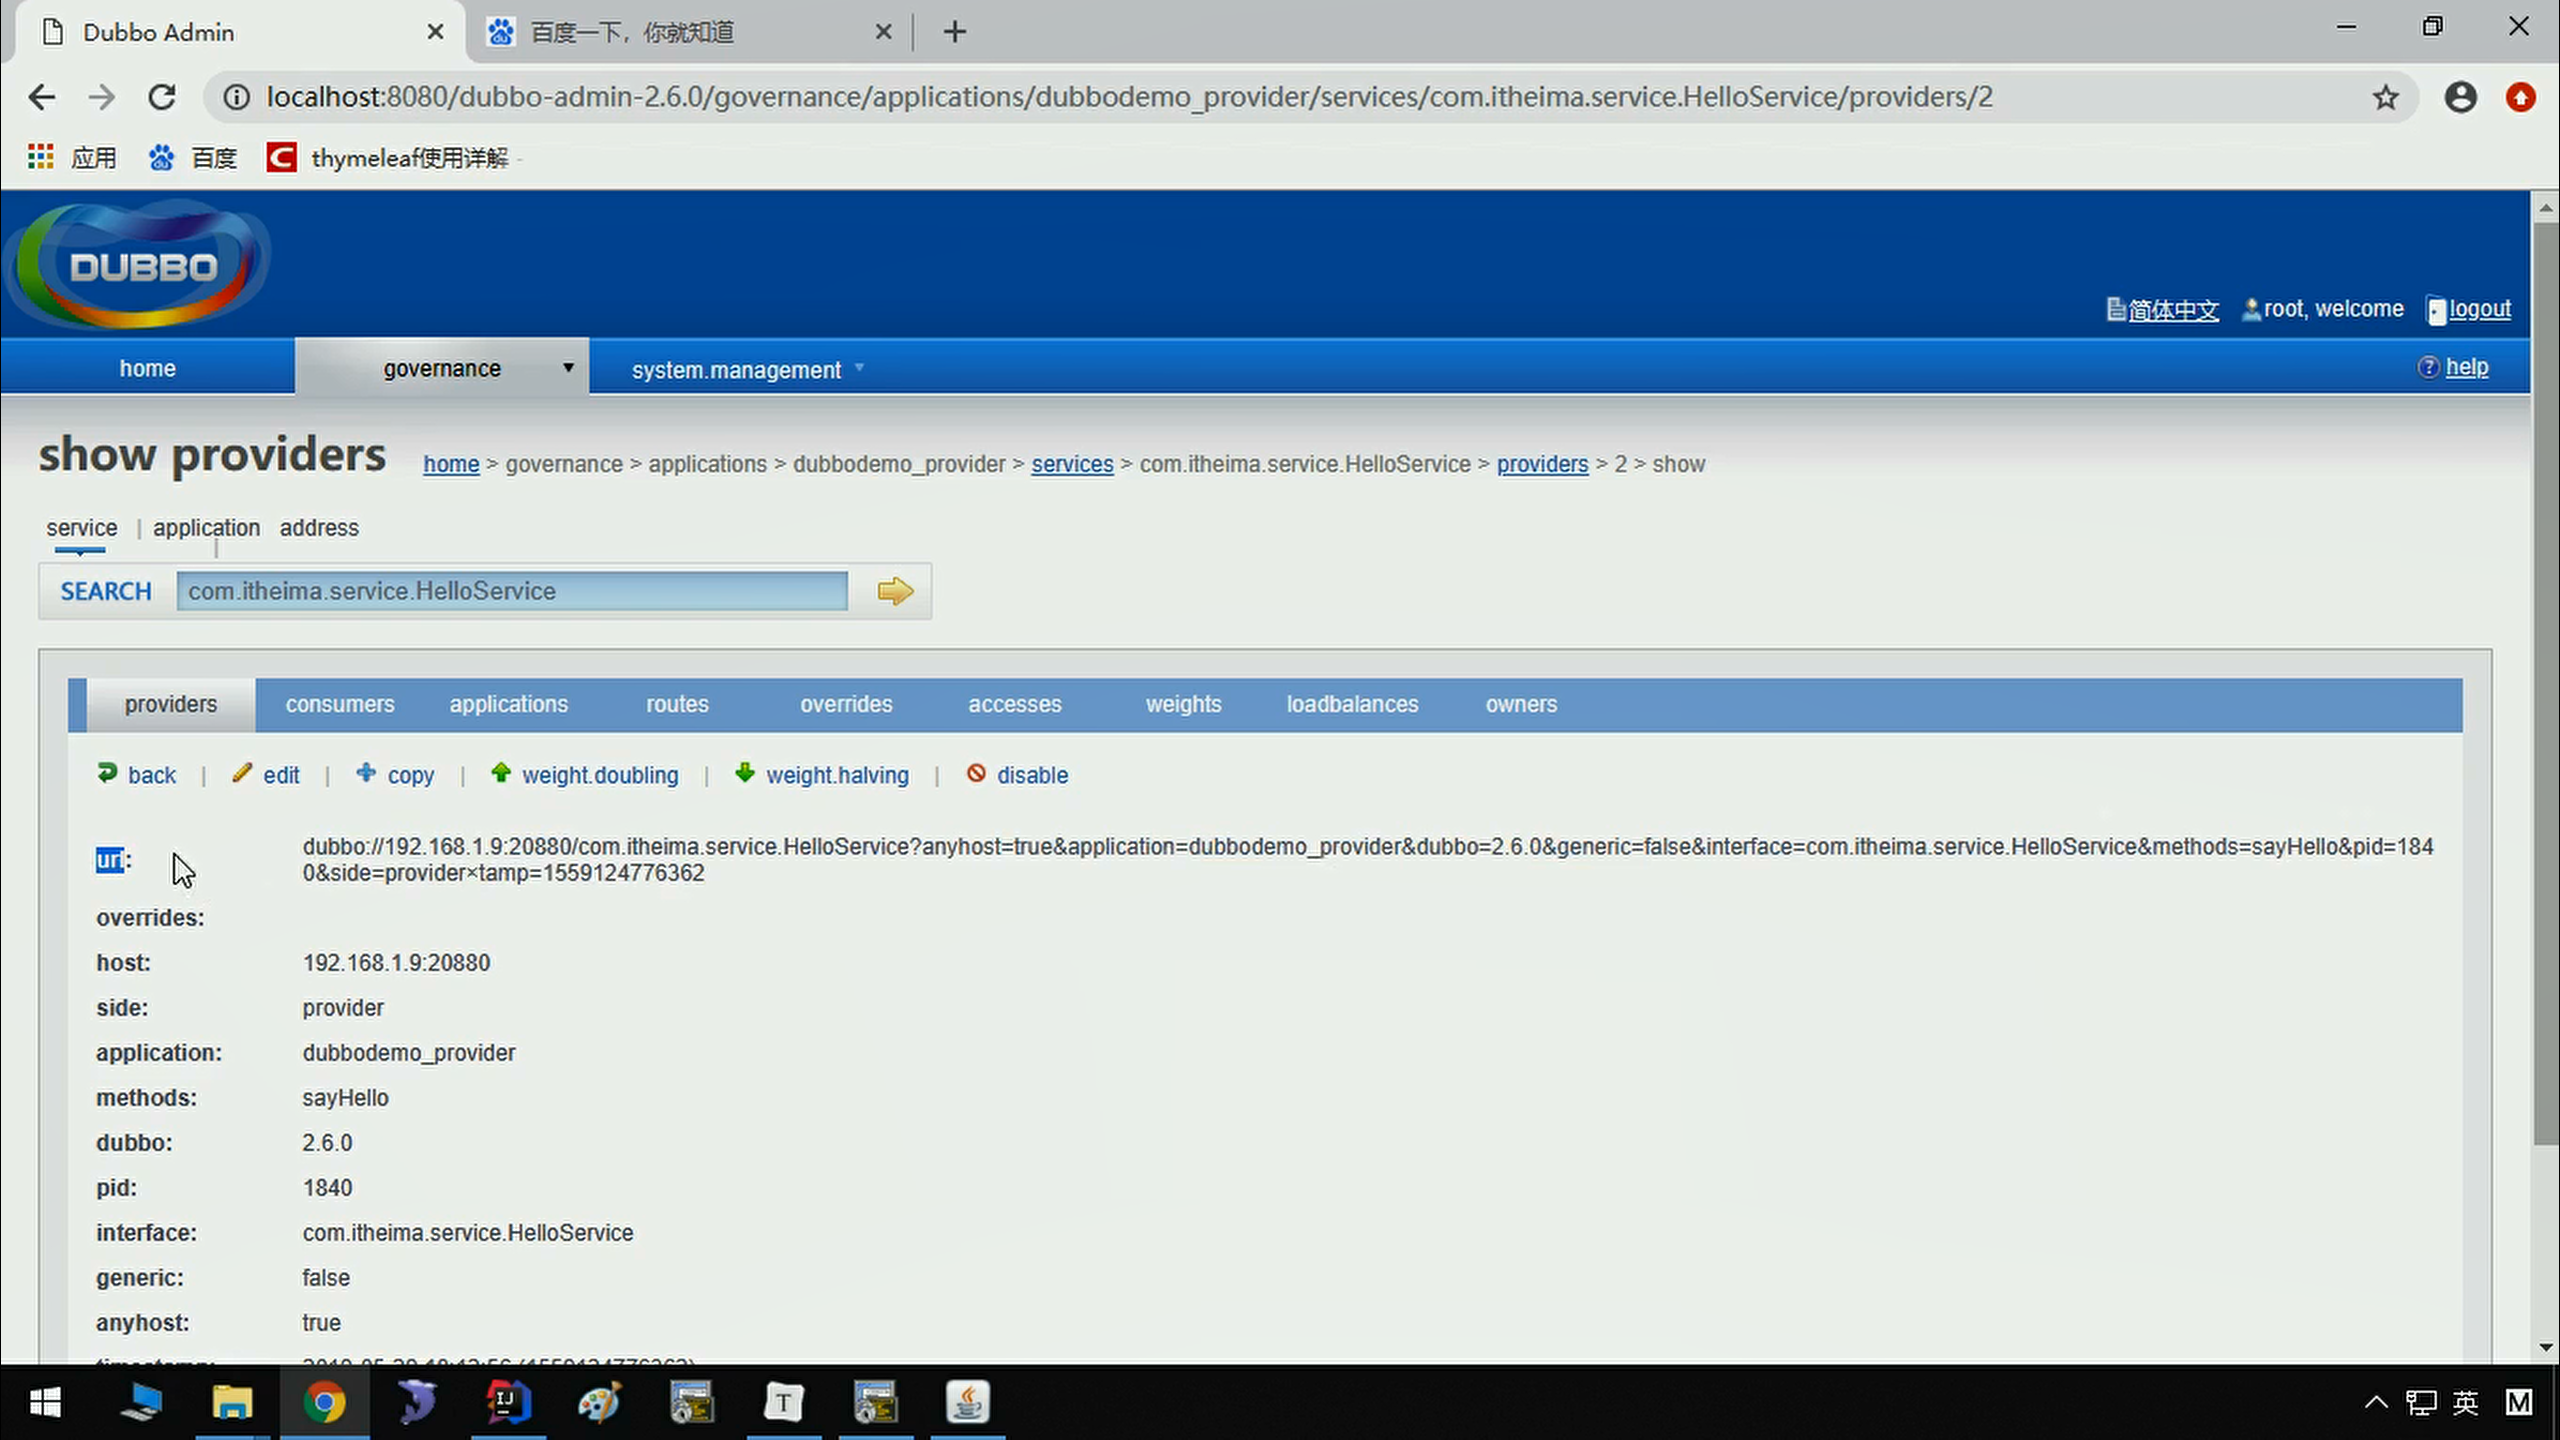 Dubbo Admin
百度一下，你就知道
localhost:8080/dubbo-admin-2.6.0/governance/applications/dubbodemo_provider/services/com.itheima.service.HelloService/providers/2
应用 百度 thymeleaf使用详解 -
DUBBO
简体中文 root, welcome logout
home governance system.management help
show providers home > governance > applications > dubbodemo_provider > services > com.itheima.service.HelloService > providers > 2 > show
service | application address
SEARCH com.itheima.service.HelloService
providers consumers applications routes overrides accesses weights loadbalances owners
back | edit | copy | weight.doubling | weight.halving | disable
url: dubbo://192.168.1.9:20880/com.itheima.service.HelloService?anyhost=true&application=dubbodemo_provider&dubbo=2.6.0&generic=false&interface=com.itheima.service.HelloService&methods=sayHello&pid=184
0&side=provider×tamp=1559124776362
overrides:
host: 192.168.1.9:20880
side: provider
application: dubbodemo_provider
methods: sayHello
dubbo: 2.6.0
pid: 1840
interface: com.itheima.service.HelloService
generic: false
anyhost: true
英